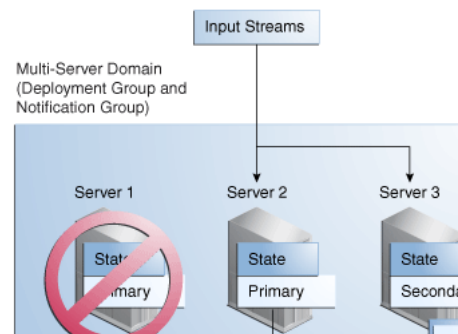 Input Streams
Multi-Server Domain
(Deployment Group and
Notification Group)
Server 1
Server 2
Server 3
State
State
Primary
State